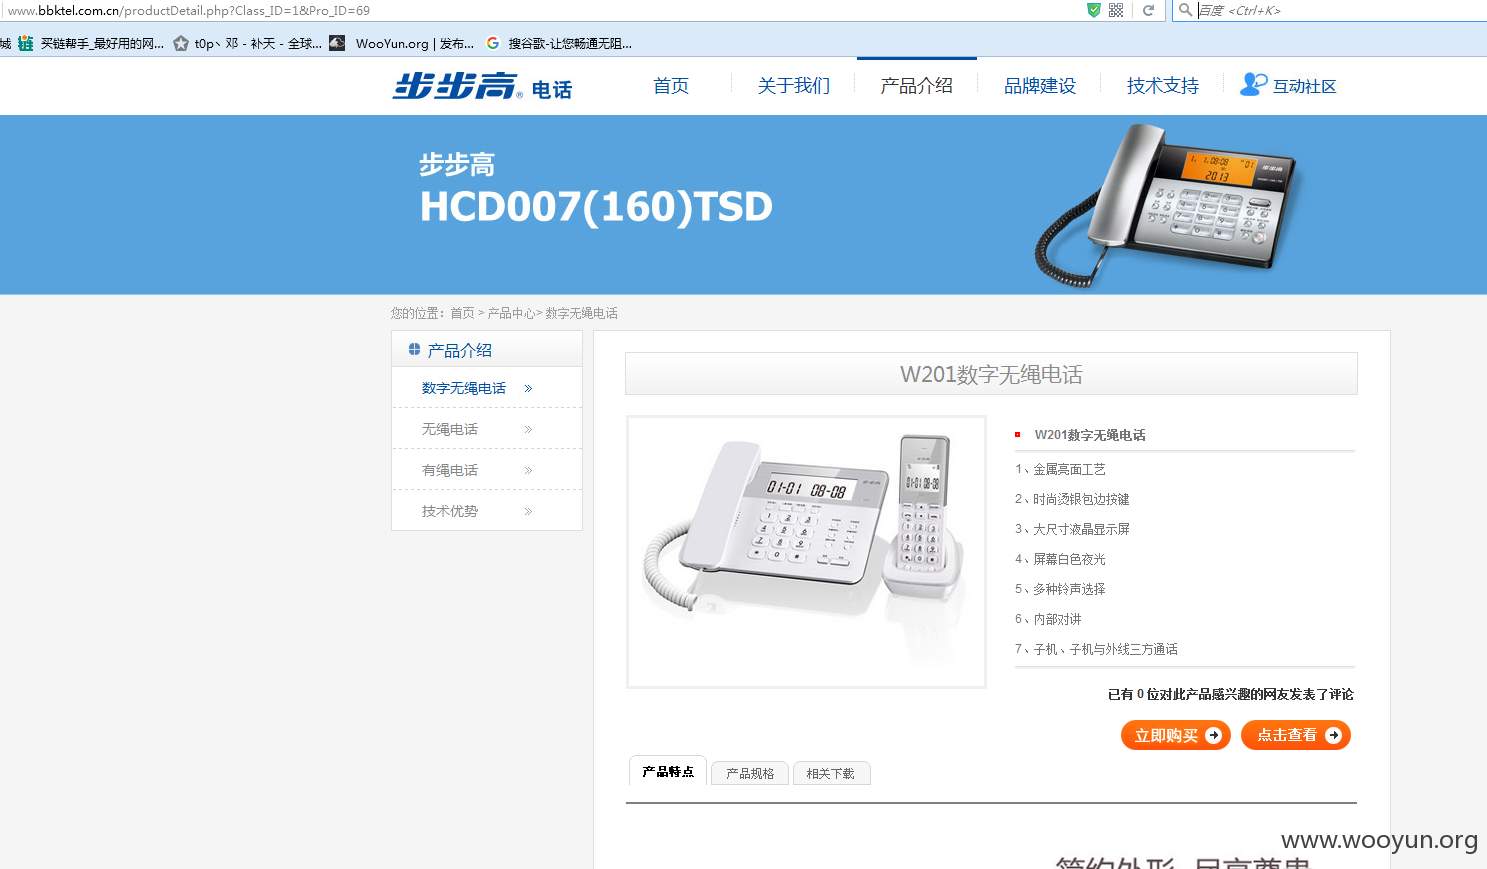 www.bbktel.com.cn/productDetail.php?Class_ID=1&Pro_ID=69
百度 <Ctrl+K>
城 买链帮手_最好用的网... t0p丶邓 - 补天 - 全球... WooYun.org | 发布... 搜谷歌-让您畅通无阻...
步步高® 电话 首页 关于我们 产品介绍 品牌建设 技术支持 互动社区
步步高
HCD007(160)TSD
您的位置: 首页 > 产品中心> 数字无绳电话
产品介绍
数字无绳电话 »
无绳电话 »
有绳电话 »
技术优势 »
W201数字无绳电话
01-01 08-08
W201数字无绳电话
1、金属亮面工艺
2、时尚烫银包边按键
3、大尺寸液晶显示屏
4、屏幕白色夜光
5、多种铃声选择
6、内部对讲
7、子机、子机与外线三方通话
已有 0 位对此产品感兴趣的网友发表了评论
立即购买 点击查看
产品特点 产品规格 相关下载
www.wooyun.org